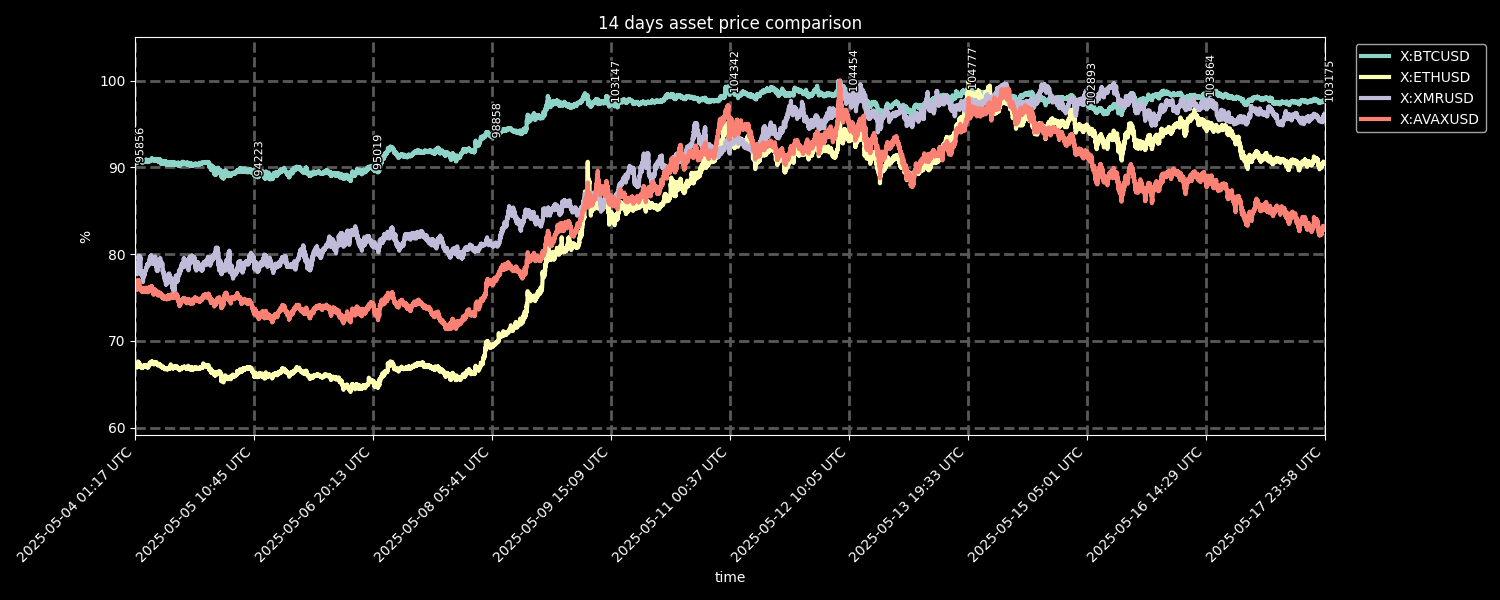 14 days asset price comparison
X:BTCUSD
X:ETHUSD
X:XMRUSD
X:AVAXUSD
100
90
80
70
60
%
95856
94223
95019
98858
103147
104342
104454
104777
102893
103864
103175
2025-05-04 01:17 UTC
2025-05-05 10:45 UTC
2025-05-06 20:13 UTC
2025-05-08 05:41 UTC
2025-05-09 15:09 UTC
2025-05-11 00:37 UTC
2025-05-12 10:05 UTC
2025-05-13 19:33 UTC
2025-05-15 05:01 UTC
2025-05-16 14:29 UTC
2025-05-17 23:58 UTC
time